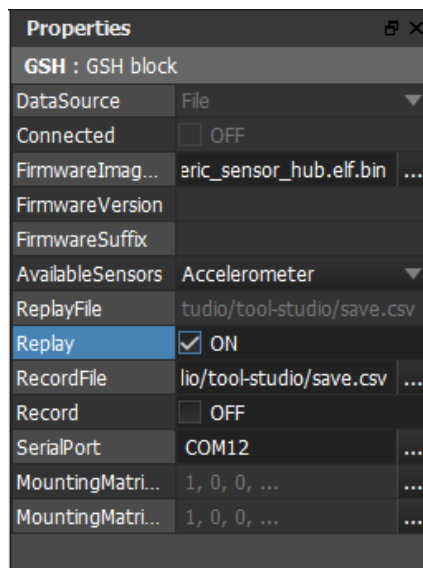 Properties
GSH : GSH block
DataSource File
Connected OFF
FirmwareImag... eric_sensor_hub.elf.bin ...
FirmwareVersion
FirmwareSuffix
AvailableSensors Accelerometer
ReplayFile tudio/tool-studio/save.csv
Replay ON
RecordFile lio/tool-studio/save.csv ...
Record OFF
SerialPort COM12 ...
MountingMatri... 1, 0, 0, ... ...
MountingMatri... 1, 0, 0, ... ...